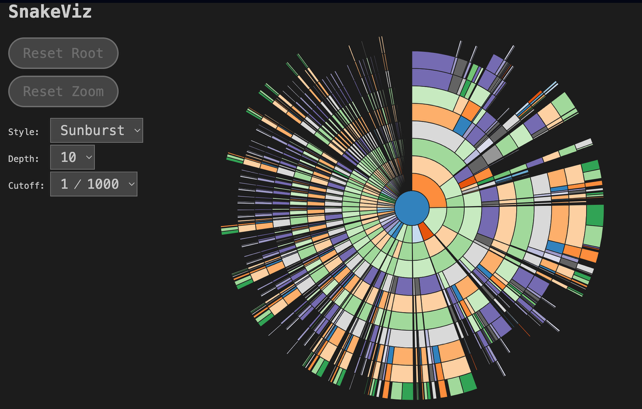 SnakeViz
Reset Root
Reset Zoom
Style: Sunburst
Depth: 10
Cutoff: 1 / 1000